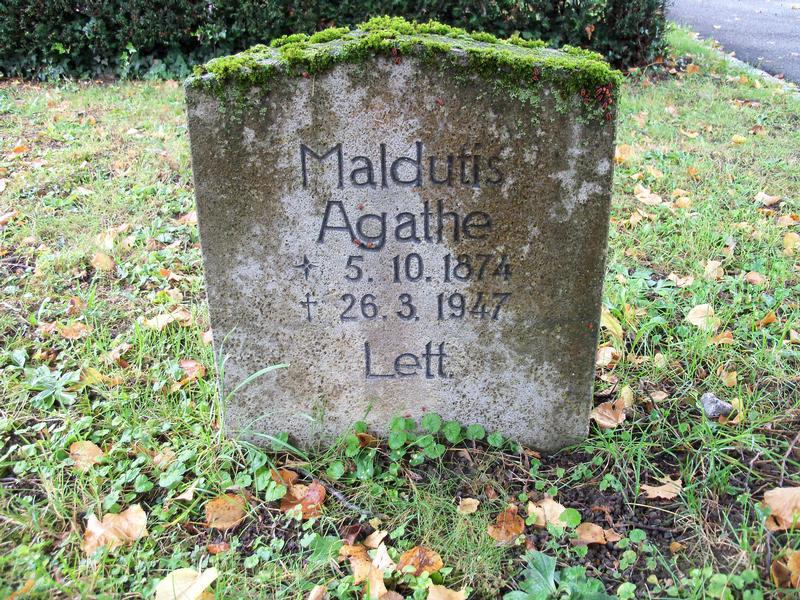 Maldutis
Agathe
✶ 5. 10. 1874
† 26. 3. 1947
Lett.